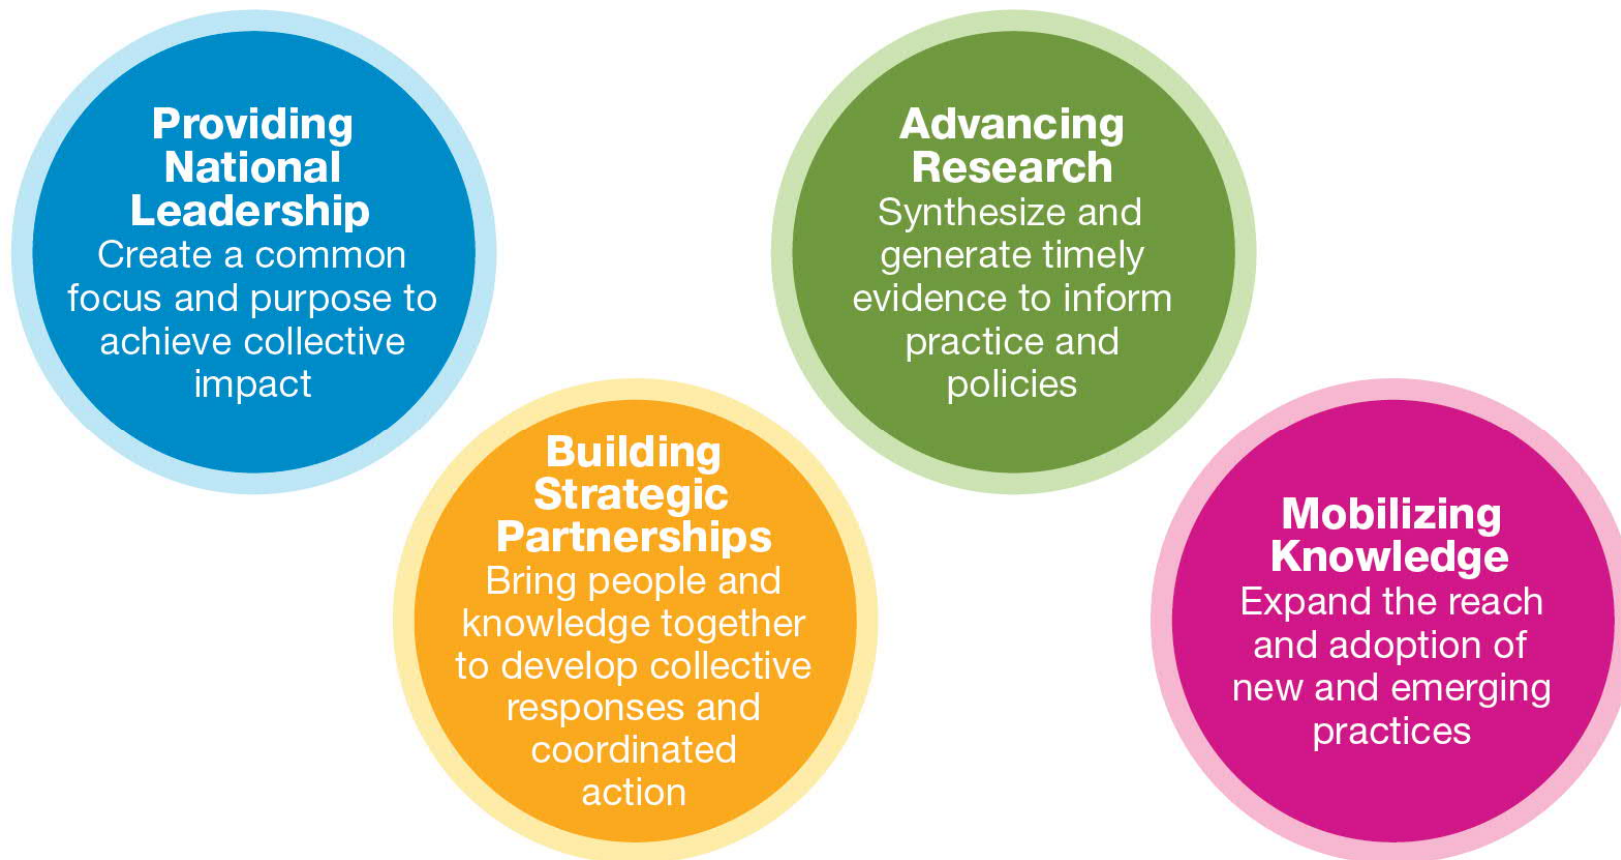 Providing
National
Leadership
Create a common
focus and purpose to
achieve collective
impact
Building
Strategic
Partnerships
Bring people and
knowledge together
to develop collective
responses and
coordinated
action
Advancing
Research
Synthesize and
generate timely
evidence to inform
practice and
policies
Mobilizing
Knowledge
Expand the reach
and adoption of
new and emerging
practices